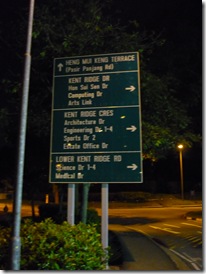 HENG MUI KENG TERRACE
(Pasir Panjang Rd)
KENT RIDGE DR
Hon Sui Sen Dr
Computing Dr
Arts Link
KENT RIDGE CRES
Architecture Dr
Engineering Dr 1-4
Sports Dr 2
Estate Office Dr
LOWER KENT RIDGE RD
Science Dr 1-4
Medical Dr